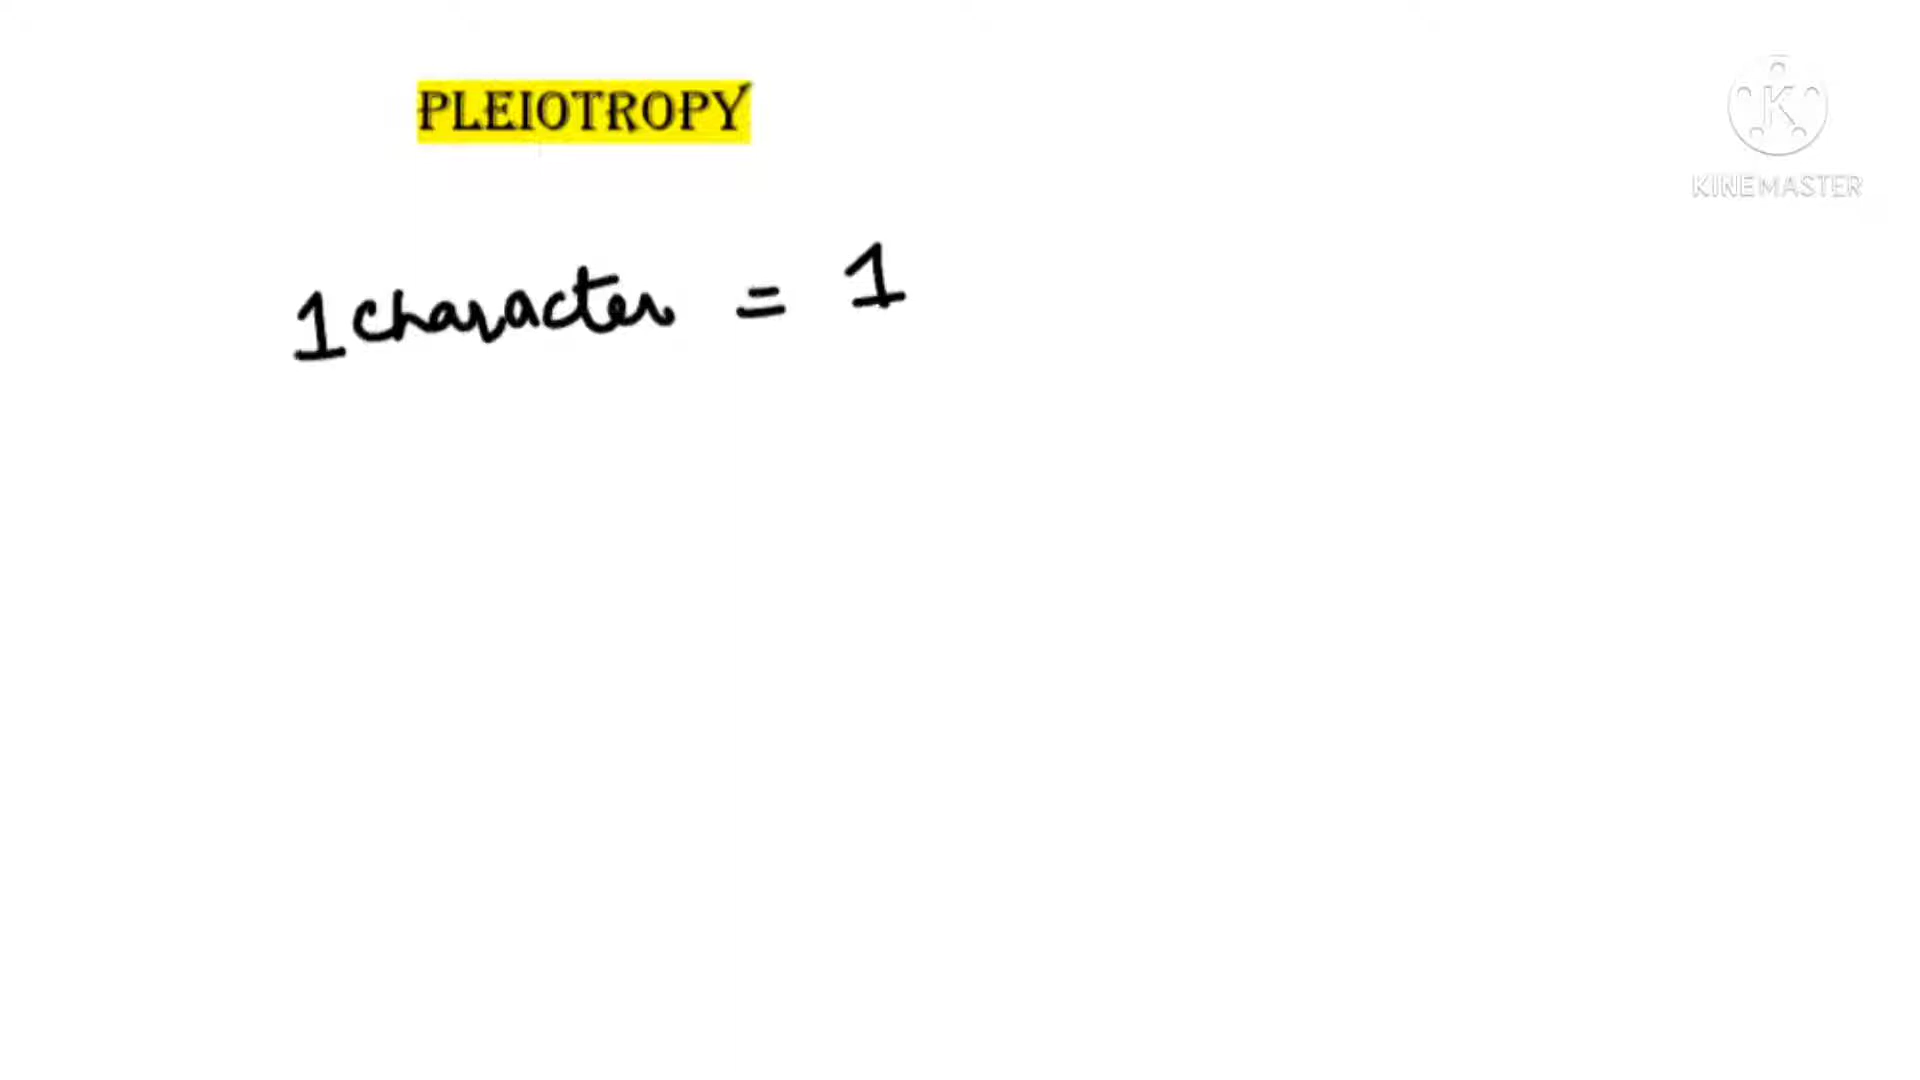 PLEIOTROPY
K
KINEMASTER
1 character = 1